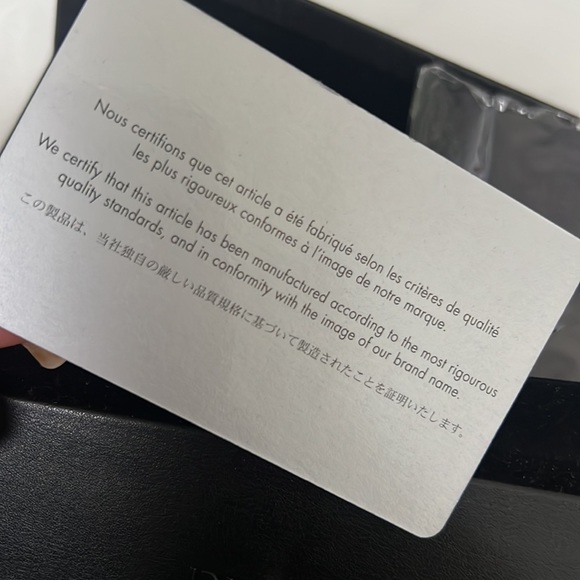 Nous certifions que cet article a été fabriqué selon les critères de qualité
les plus rigoureux conformes à l'image de notre marque.
We certify that this article has been manufactured according to the most rigourous
quality standards, and in conformity with the image of our brand name.
この製品は、当社独自の厳しい品質規格に基づいて製造されたことを証明いたします。